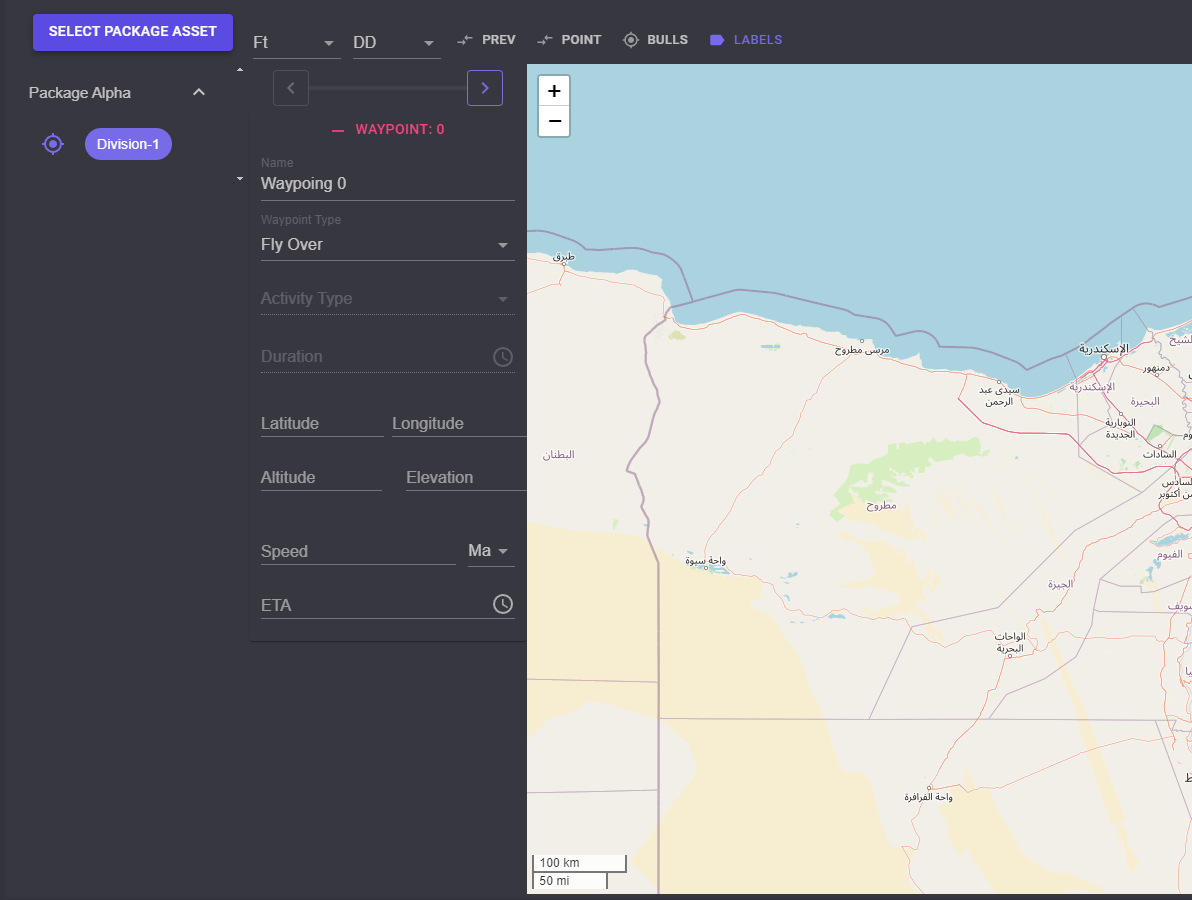 SELECT PACKAGE ASSET
Ft
DD
PREV
POINT
BULLS
LABELS
Package Alpha
Division-1
WAYPOINT: 0
Name
Waypoing 0
Waypoint Type
Fly Over
Activity Type
Duration
Latitude
Longitude
Altitude
Elevation
Speed
Ma
ETA
+
−
طبرق
مرسى مطروح
الإسكندرية
الإسكندرية
دمنهور
البحيرة
سيدى عبد
الرحمن
النوبارية
الجديدة
السادات
البطنان
مطروح
واحة سيوة
الفيوم
الجيزة
الواحات
البحرية
واحة الفرافرة
100 km
50 mi